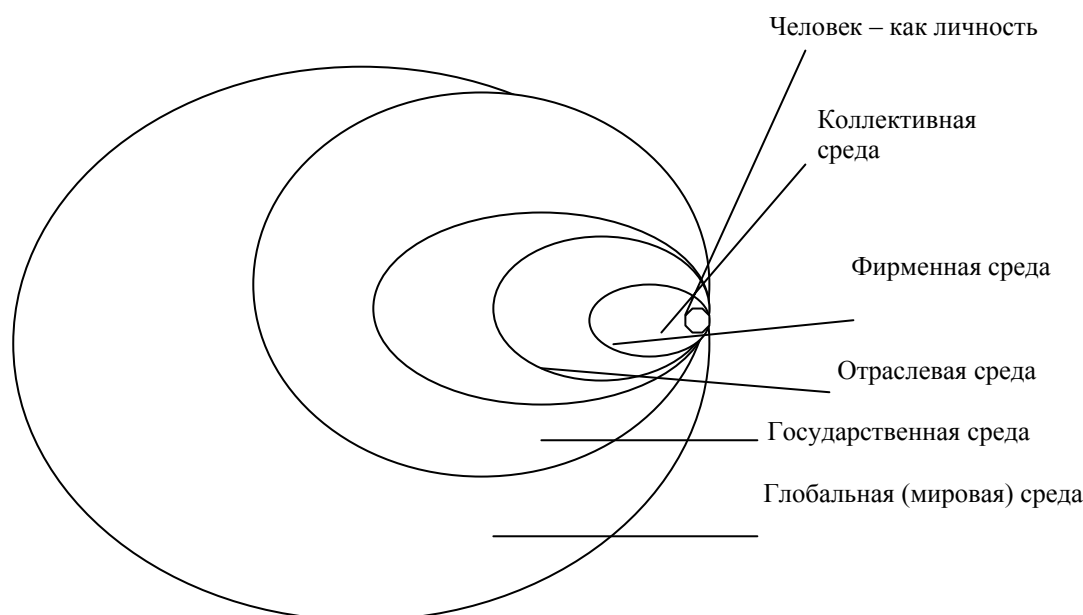 Человек – как личность
Коллективная
среда
Фирменная среда
Отраслевая среда
Государственная среда
Глобальная (мировая) среда